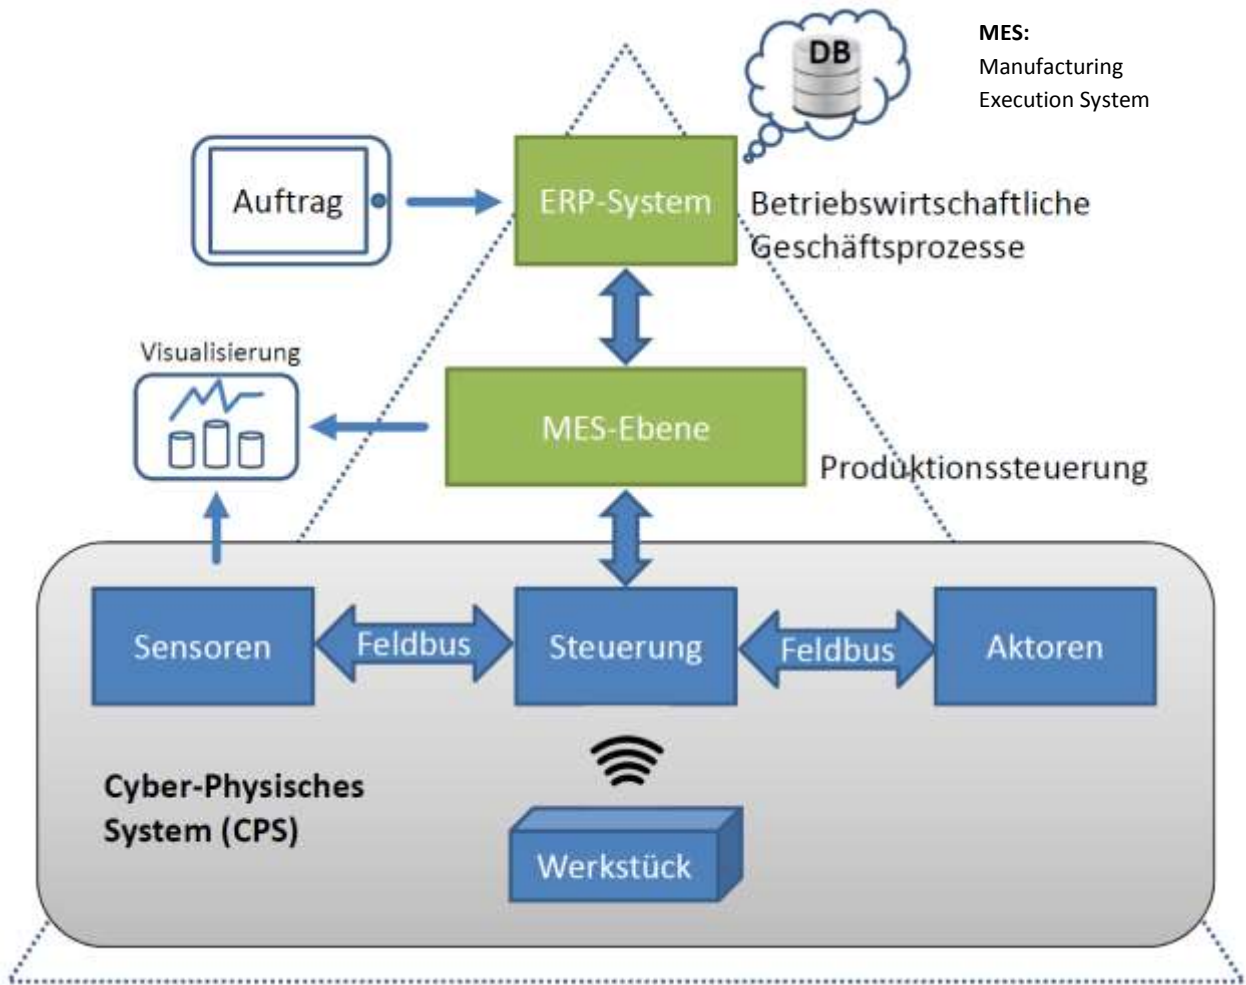 DB
MES:
Manufacturing
Execution System
Auftrag
ERP-System
Betriebswirtschaftliche
Geschäftsprozesse
Visualisierung
MES-Ebene
Produktionssteuerung
Sensoren
Feldbus
Steuerung
Feldbus
Aktoren
Cyber-Physisches
System (CPS)
Werkstück